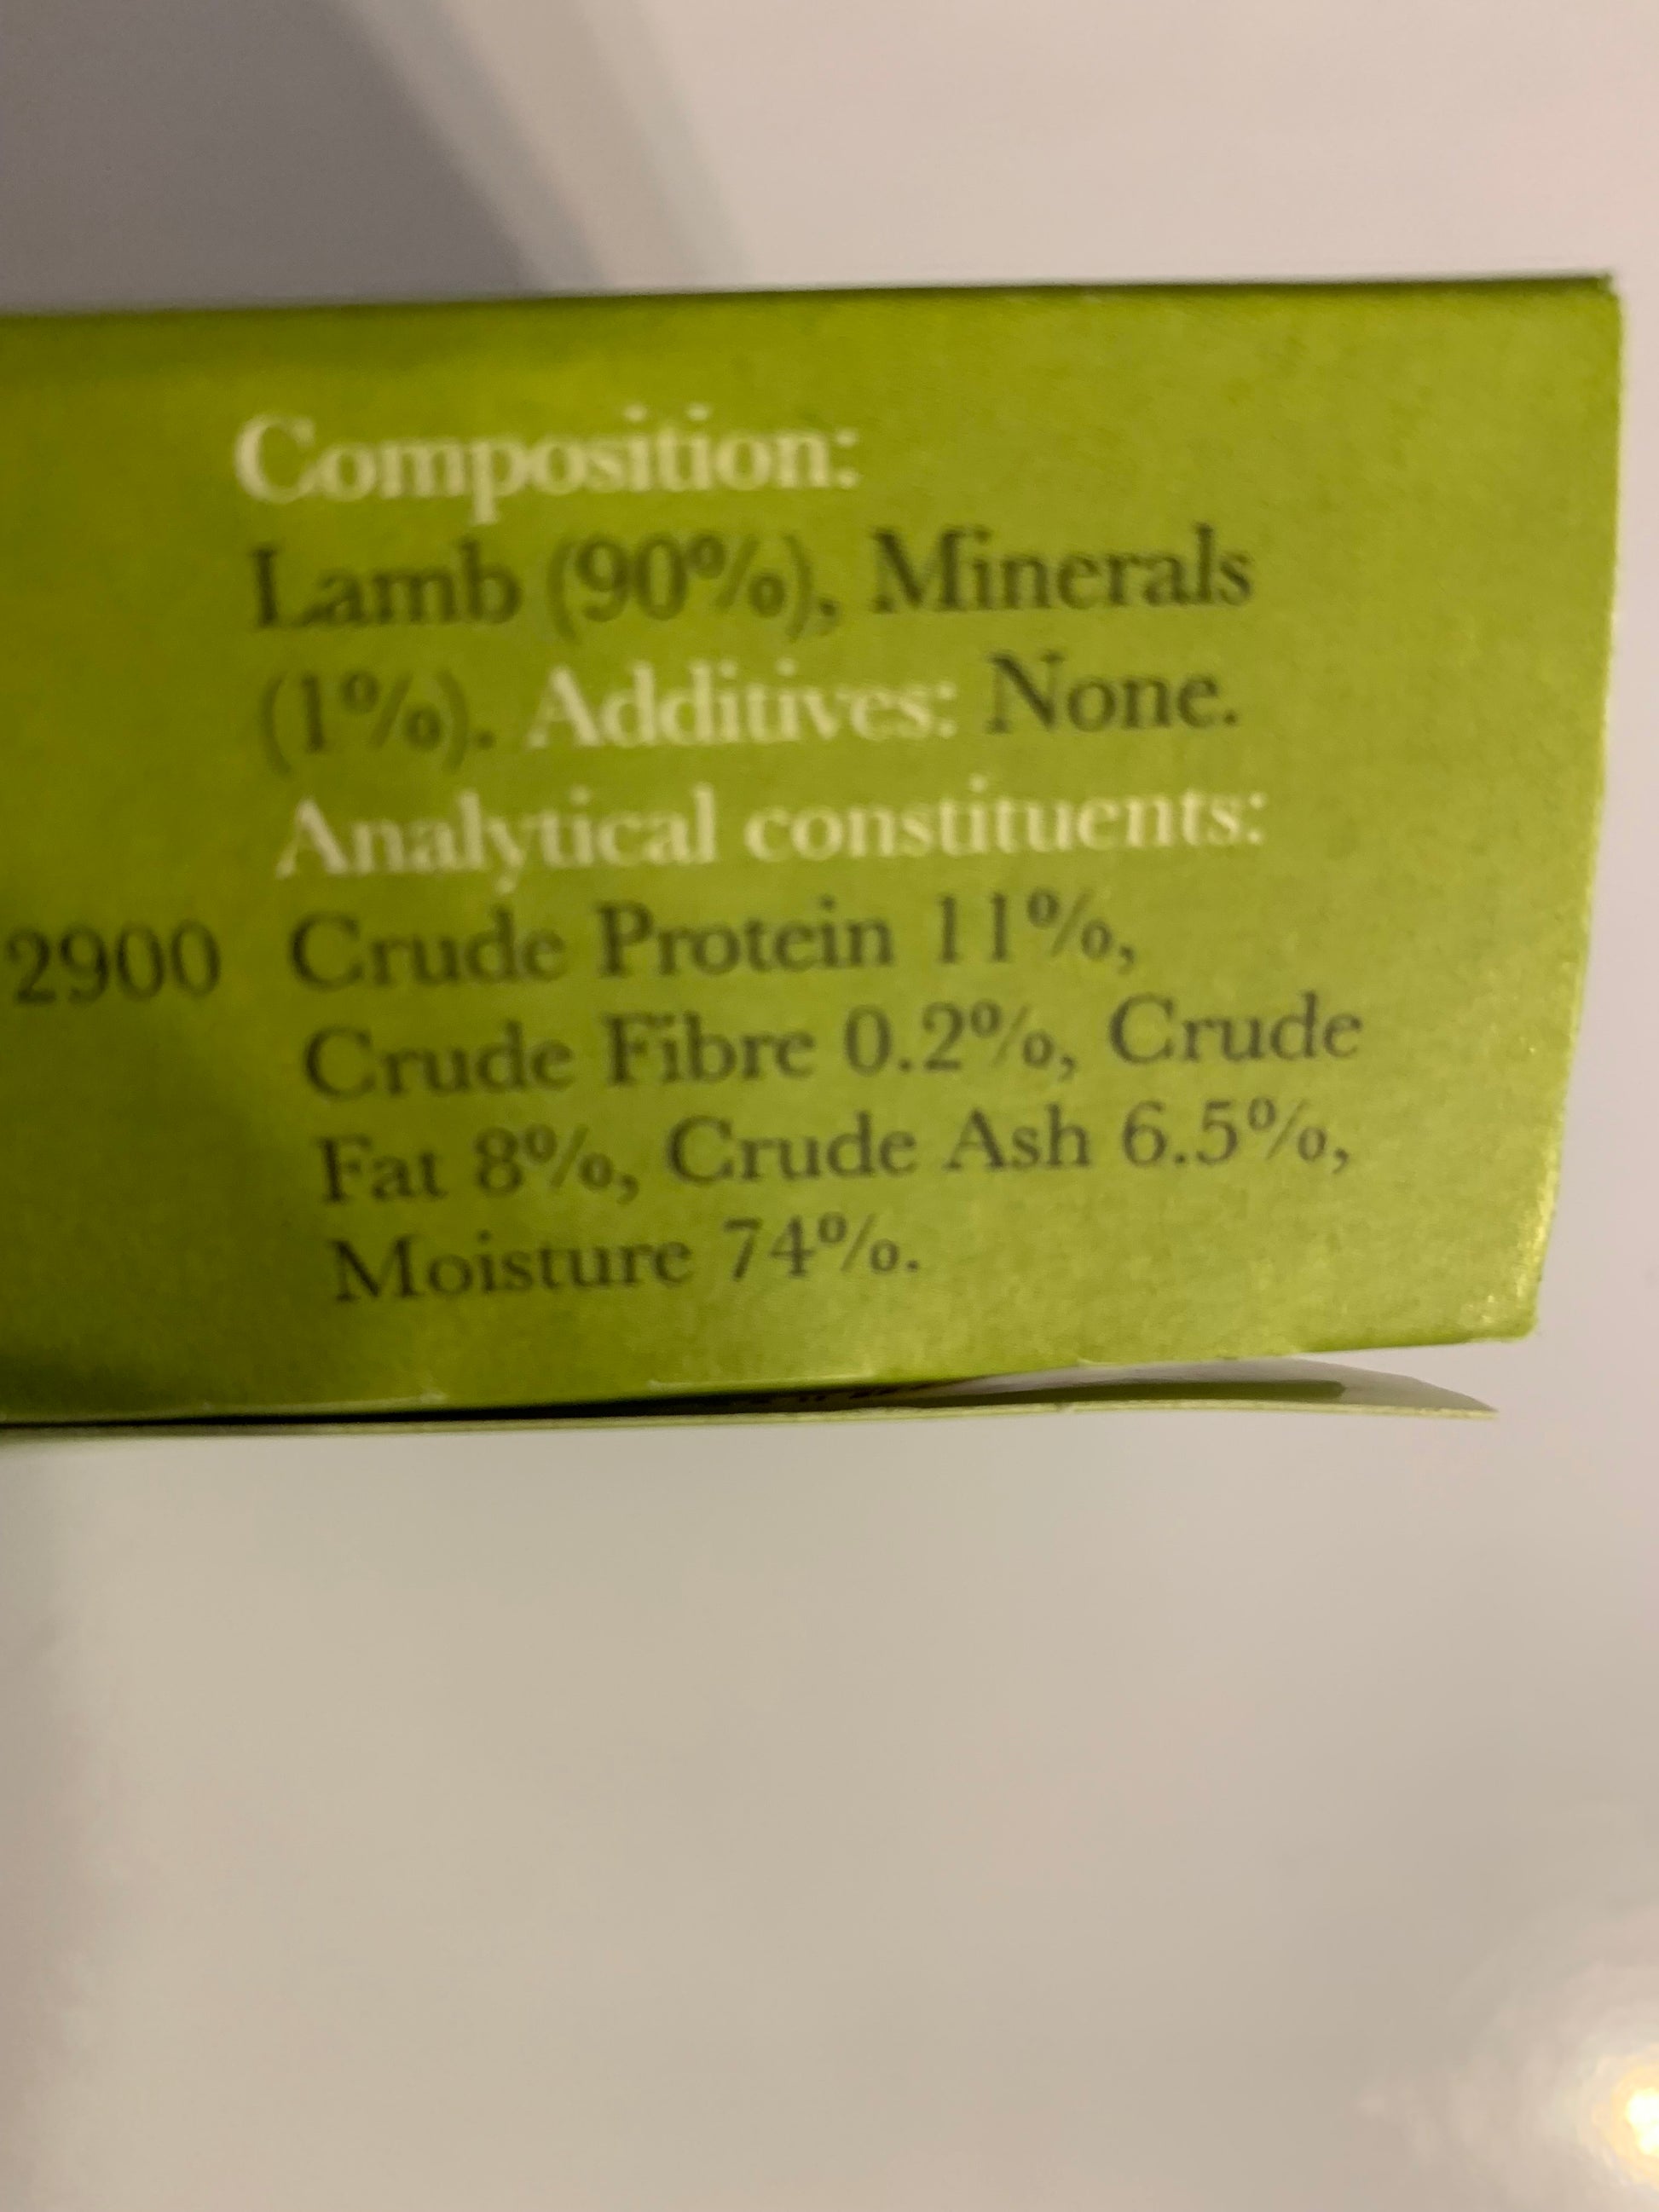 Composition:
Lamb (90%), Minerals
(1%). Additives: None.
Analytical constituents:
2900 Crude Protein 11%,
Crude Fibre 0.2%, Crude
Fat 8%, Crude Ash 6.5%,
Moisture 74%.